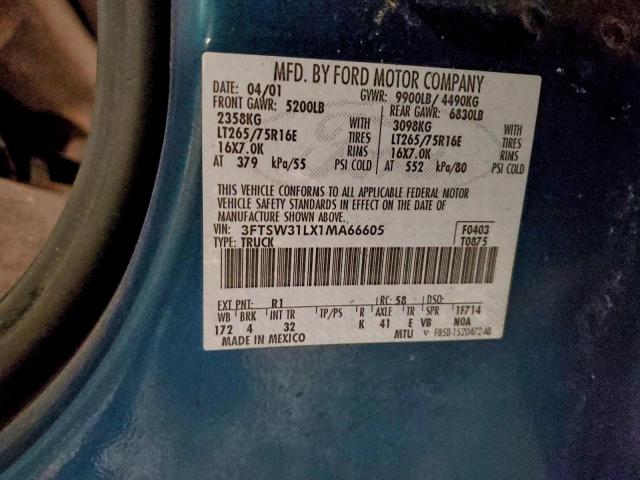 MFD. BY FORD MOTOR COMPANY
DATE: 04/01 GVWR: 9900LB/ 4490KG
FRONT GAWR: 5200LB REAR GAWR: 6830LB
2358KG WITH 3098KG WITH
LT265/75R16E TIRES LT265/75R16E TIRES
16X7.0K RIMS 16X7.0K RIMS
AT 379 kPa/55 PSI COLD AT 552 kPa/80 PSI COLD
THIS VEHICLE CONFORMS TO ALL APPLICABLE FEDERAL MOTOR
VEHICLE SAFETY STANDARDS IN EFFECT ON THE DATE OF
MANUFACTURE SHOWN ABOVE.
VIN: 3FTSW31LX1MA66605 F0403
TYPE: TRUCK T0875
EXT PNT: R1 RC: 58 DSO:
WB BRK INT TR TP/PS R AXLE TR SPR 1F714
172 4 32 K 41 E VB NOA
MADE IN MEXICO MTU F85B-1520472-AB